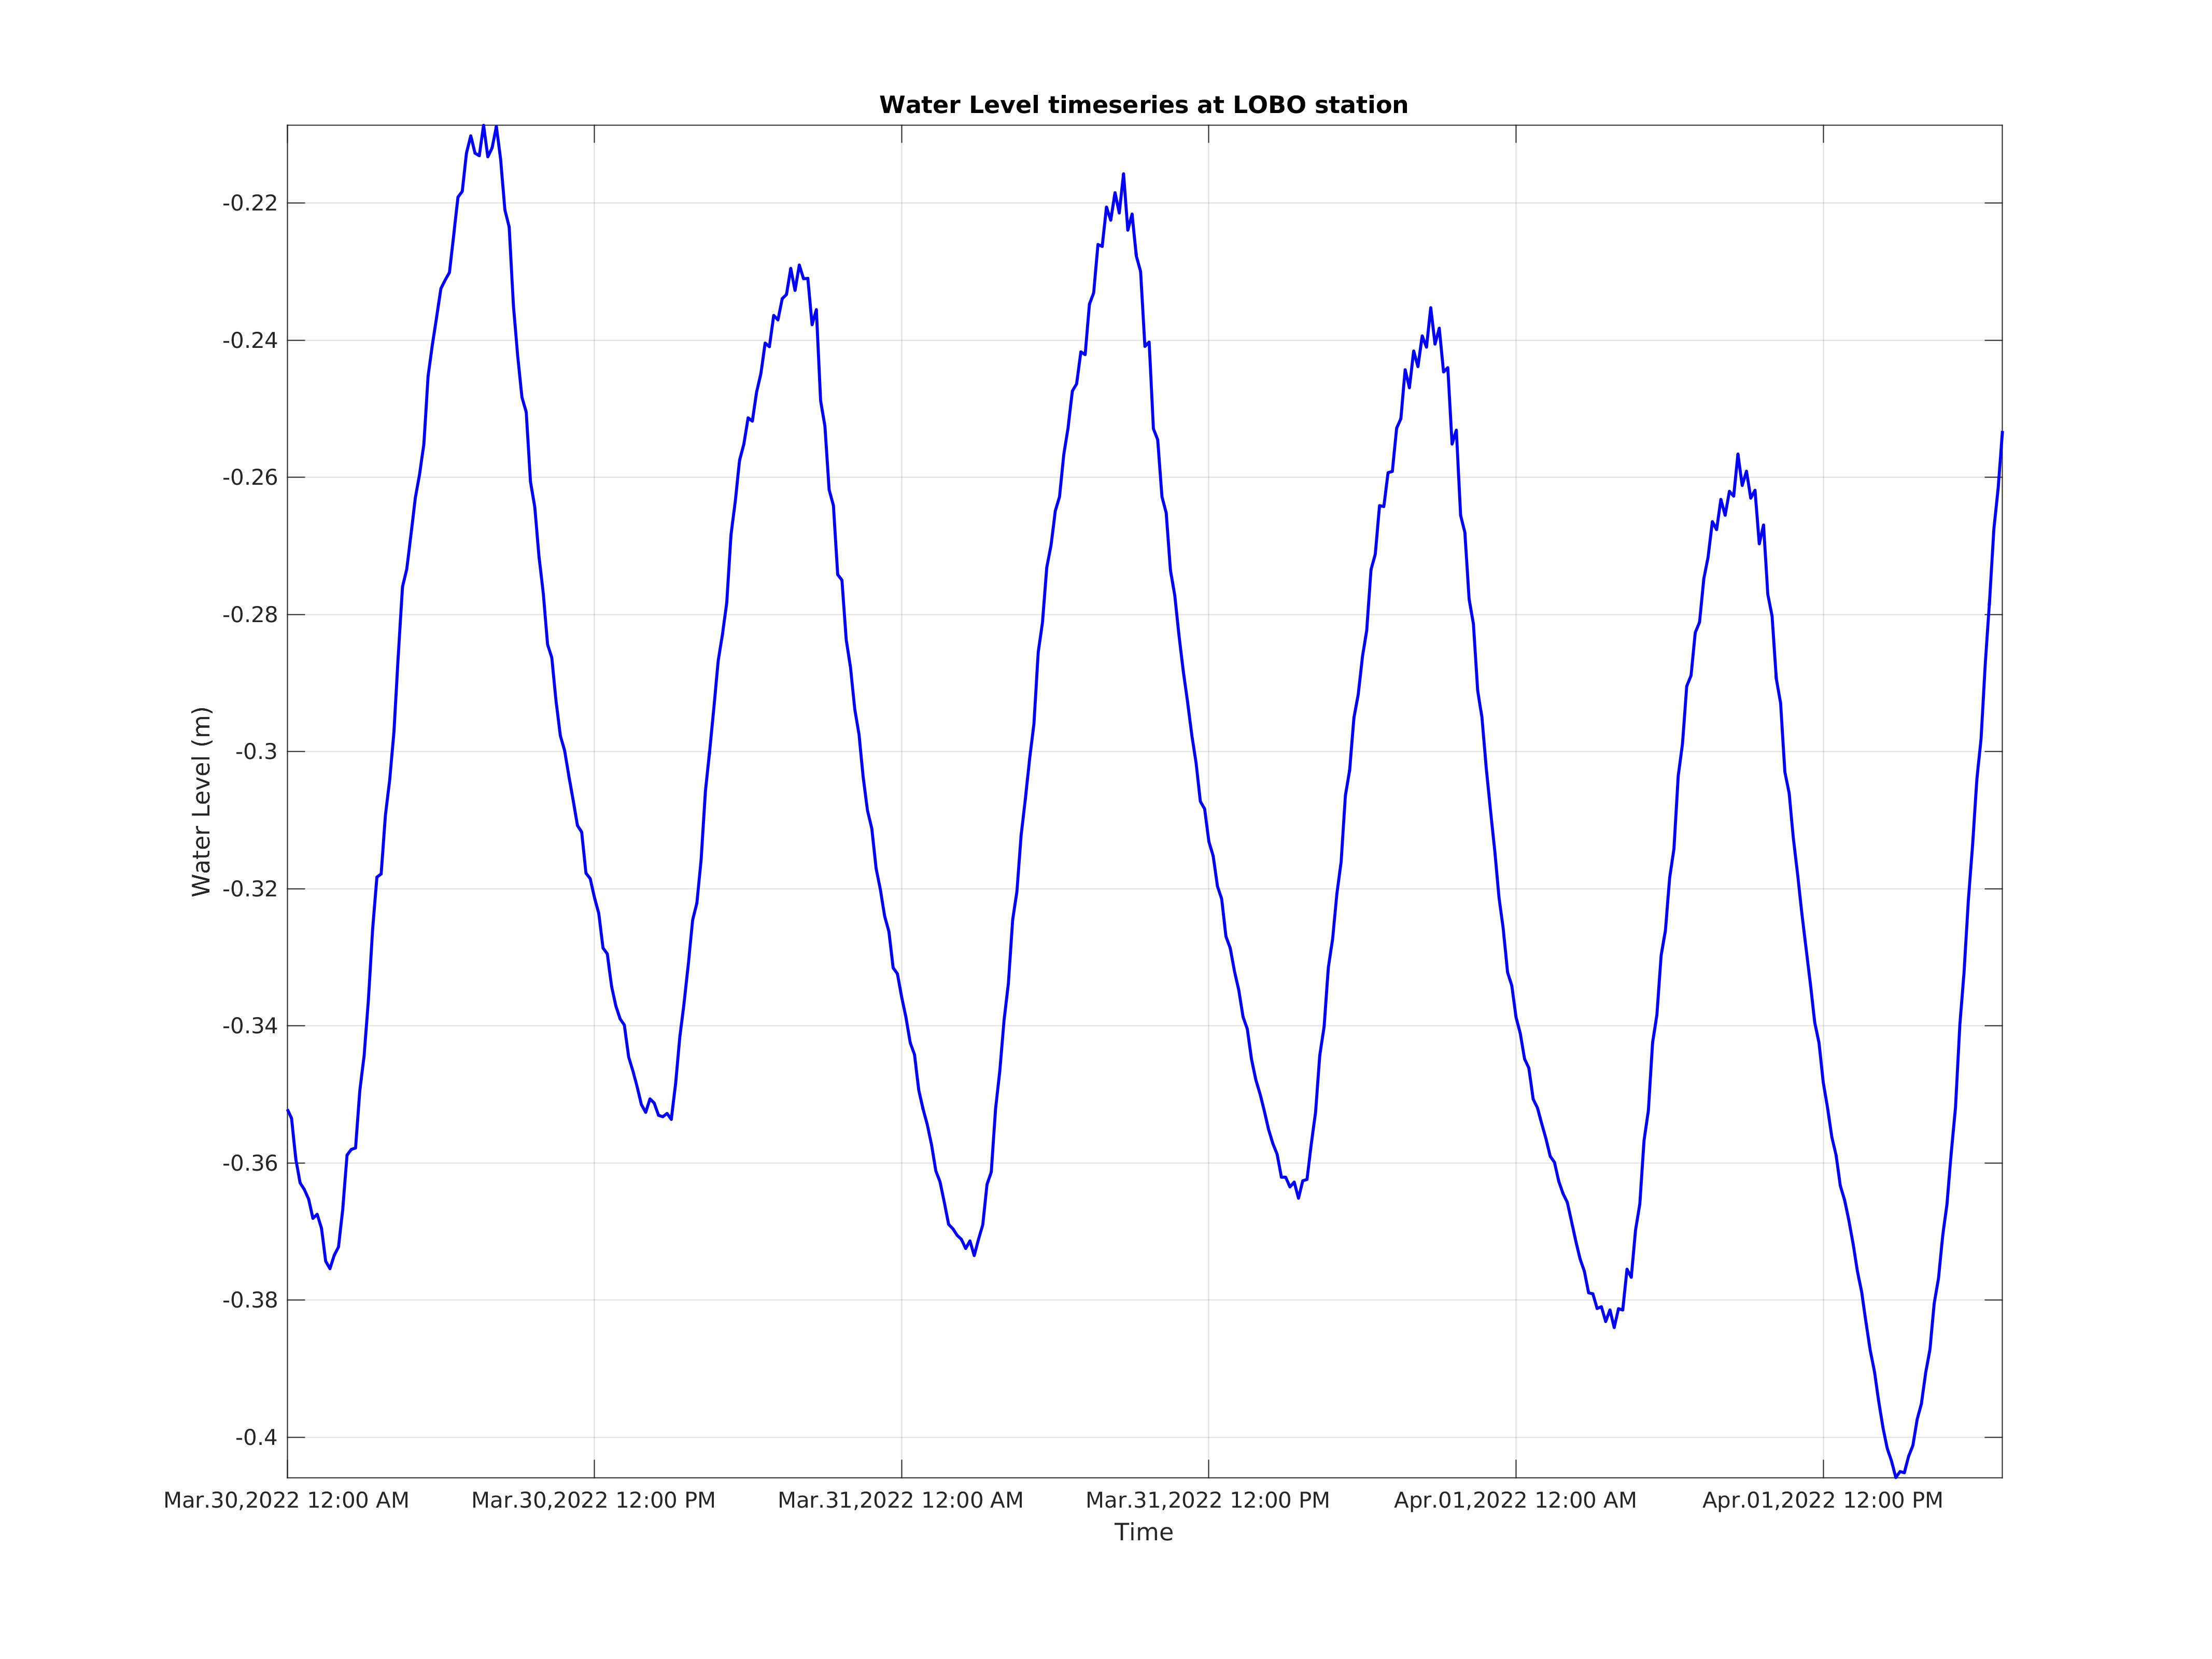 Water Level timeseries at LOBO station
-0.22
-0.24
-0.26
-0.28
-0.3
-0.32
-0.34
-0.36
-0.38
-0.4
Water Level (m)
Mar.30,2022 12:00 AM
Mar.30,2022 12:00 PM
Mar.31,2022 12:00 AM
Mar.31,2022 12:00 PM
Apr.01,2022 12:00 AM
Apr.01,2022 12:00 PM
Time